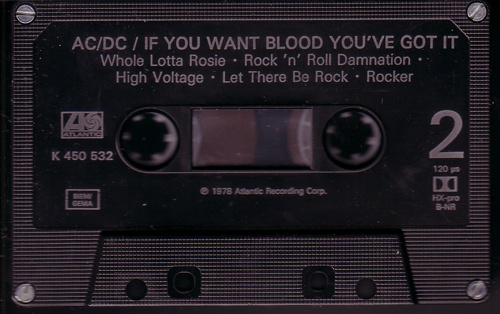 AC/DC / IF YOU WANT BLOOD YOU'VE GOT IT
Whole Lotta Rosie · Rock 'n' Roll Damnation ·
High Voltage · Let There Be Rock · Rocker
ATLANTIC
K 450 532
2
120 µs
HX-pro
B-NR
BIEM/
GEMA
℗ 1978 Atlantic Recording Corp.